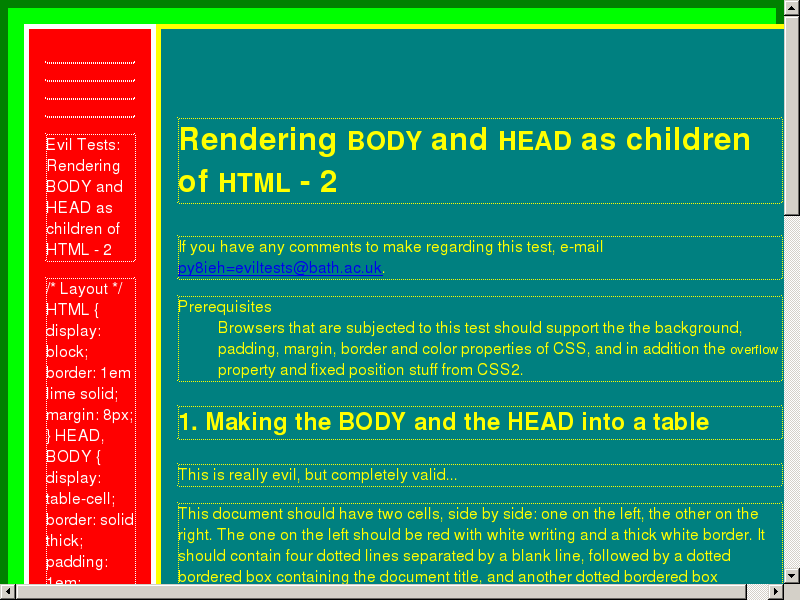 Evil Tests:
Rendering
BODY and
HEAD as
children of
HTML - 2
/* Layout */
HTML {
display:
block;
border: 1em
lime solid;
margin: 8px;
} HEAD,
BODY {
display:
table-cell;
border: solid
thick;
padding:
1em;
Rendering BODY and HEAD as children
of HTML - 2
If you have any comments to make regarding this test, e-mail
py8ieh=eviltests@bath.ac.uk.
Prerequisites
Browsers that are subjected to this test should support the the background,
padding, margin, border and color properties of CSS, and in addition the overflow
property and fixed position stuff from CSS2.
1. Making the BODY and the HEAD into a table
This is really evil, but completely valid...
This document should have two cells, side by side: one on the left, the other on the
right. The one on the left should be red with white writing and a thick white border. It
should contain four dotted lines separated by a blank line, followed by a dotted
bordered box containing the document title, and another dotted bordered box